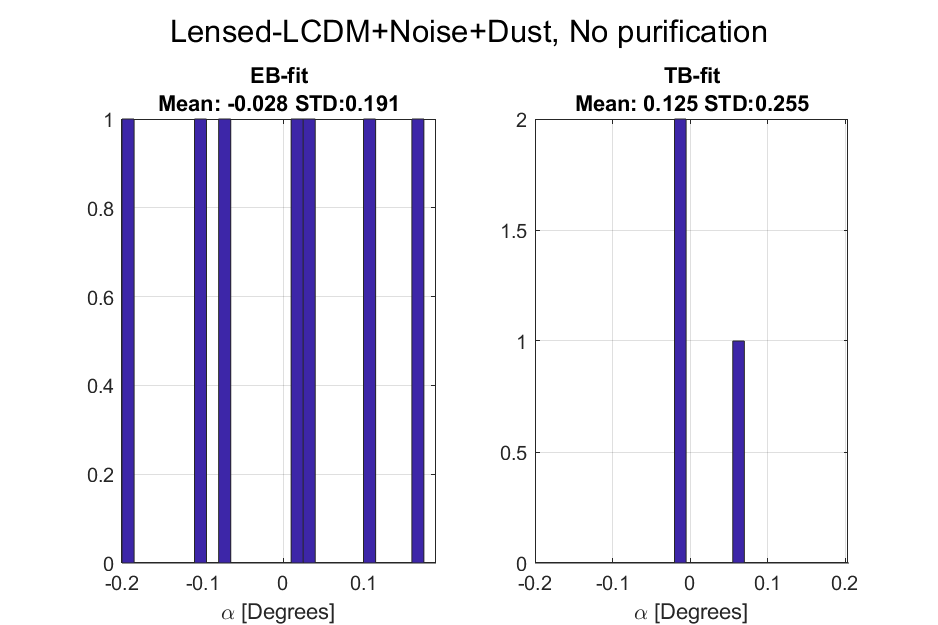 Lensed-LCDM+Noise+Dust, No purification
EB-fit
Mean: -0.028 STD:0.191
1
0.8
0.6
0.4
0.2
0
-0.2
-0.1
0
0.1
α [Degrees]
TB-fit
Mean: 0.125 STD:0.255
2
1.5
1
0.5
0
-0.2
-0.1
0
0.1
0.2
α [Degrees]